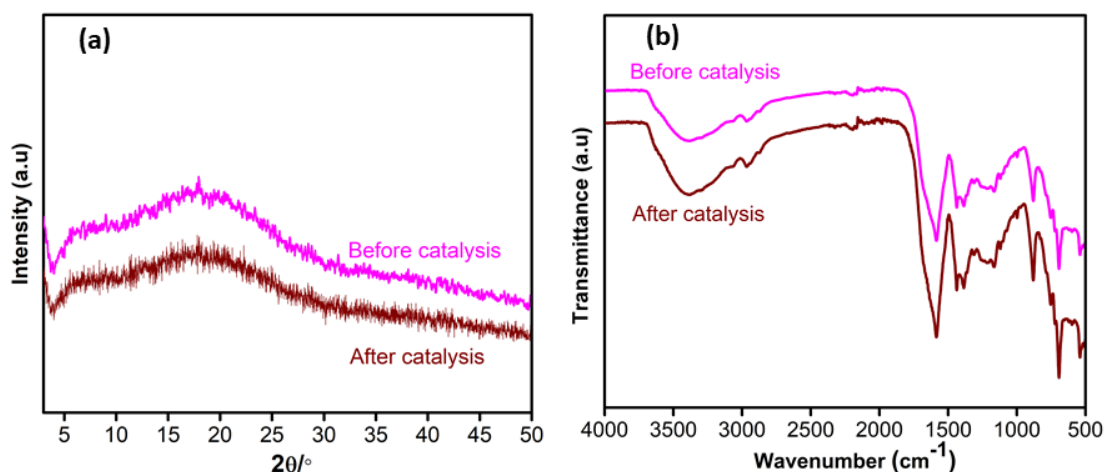 (a)
Before catalysis
After catalysis
Intensity (a.u)
5 10 15 20 25 30 35 40 45 50
2θ/°
(b)
Before catalysis
After catalysis
Transmittance (a.u)
4000 3500 3000 2500 2000 1500 1000 500
Wavenumber (cm⁻¹)